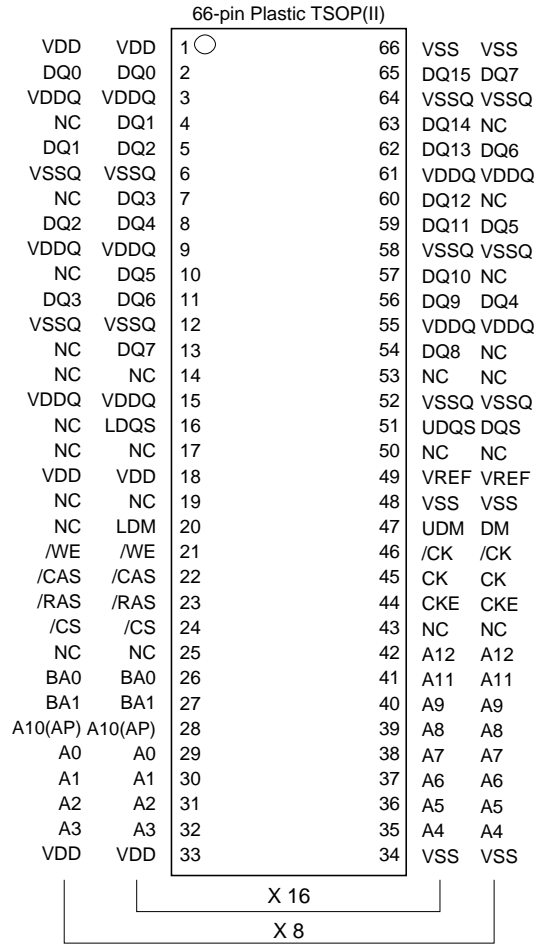 66-pin Plastic TSOP(II)
VDD VDD 1 66 VSS VSS
DQ0 DQ0 2 65 DQ15 DQ7
VDDQ VDDQ 3 64 VSSQ VSSQ
NC DQ1 4 63 DQ14 NC
DQ1 DQ2 5 62 DQ13 DQ6
VSSQ VSSQ 6 61 VDDQ VDDQ
NC DQ3 7 60 DQ12 NC
DQ2 DQ4 8 59 DQ11 DQ5
VDDQ VDDQ 9 58 VSSQ VSSQ
NC DQ5 10 57 DQ10 NC
DQ3 DQ6 11 56 DQ9 DQ4
VSSQ VSSQ 12 55 VDDQ VDDQ
NC DQ7 13 54 DQ8 NC
NC NC 14 53 NC NC
VDDQ VDDQ 15 52 VSSQ VSSQ
NC LDQS 16 51 UDQS DQS
NC NC 17 50 NC NC
VDD VDD 18 49 VREF VREF
NC NC 19 48 VSS VSS
NC LDM 20 47 UDM DM
/WE /WE 21 46 /CK /CK
/CAS /CAS 22 45 CK CK
/RAS /RAS 23 44 CKE CKE
/CS /CS 24 43 NC NC
NC NC 25 42 A12 A12
BA0 BA0 26 41 A11 A11
BA1 BA1 27 40 A9 A9
A10(AP) A10(AP) 28 39 A8 A8
A0 A0 29 38 A7 A7
A1 A1 30 37 A6 A6
A2 A2 31 36 A5 A5
A3 A3 32 35 A4 A4
VDD VDD 33 34 VSS VSS
X 16
X 8